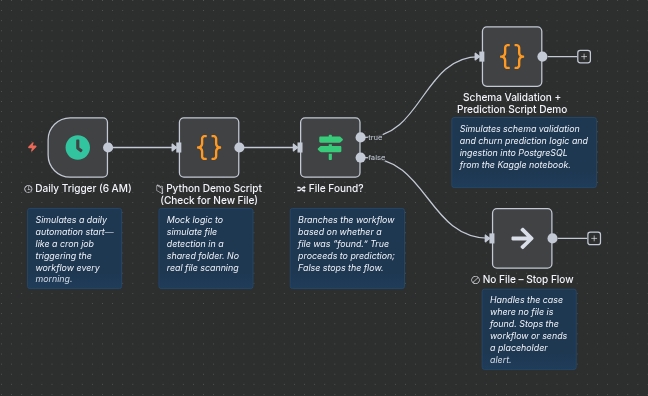 Daily Trigger (6 AM)
Simulates a daily
automation start—
like a cron job
triggering the
workflow every
morning.
Python Demo Script
(Check for New File)
Mock logic to
simulate file
detection in a
shared folder. No
real file scanning
File Found?
true
false
Branches the workflow
based on whether a
file was "found." True
proceeds to prediction;
False stops the flow.
Schema Validation +
Prediction Script Demo
Simulates schema validation
and churn prediction logic and
ingestion into PostgreSQL
from the Kaggle notebook.
No File – Stop Flow
Handles the case
where no file is
found. Stops the
workflow or sends
a placeholder
alert.